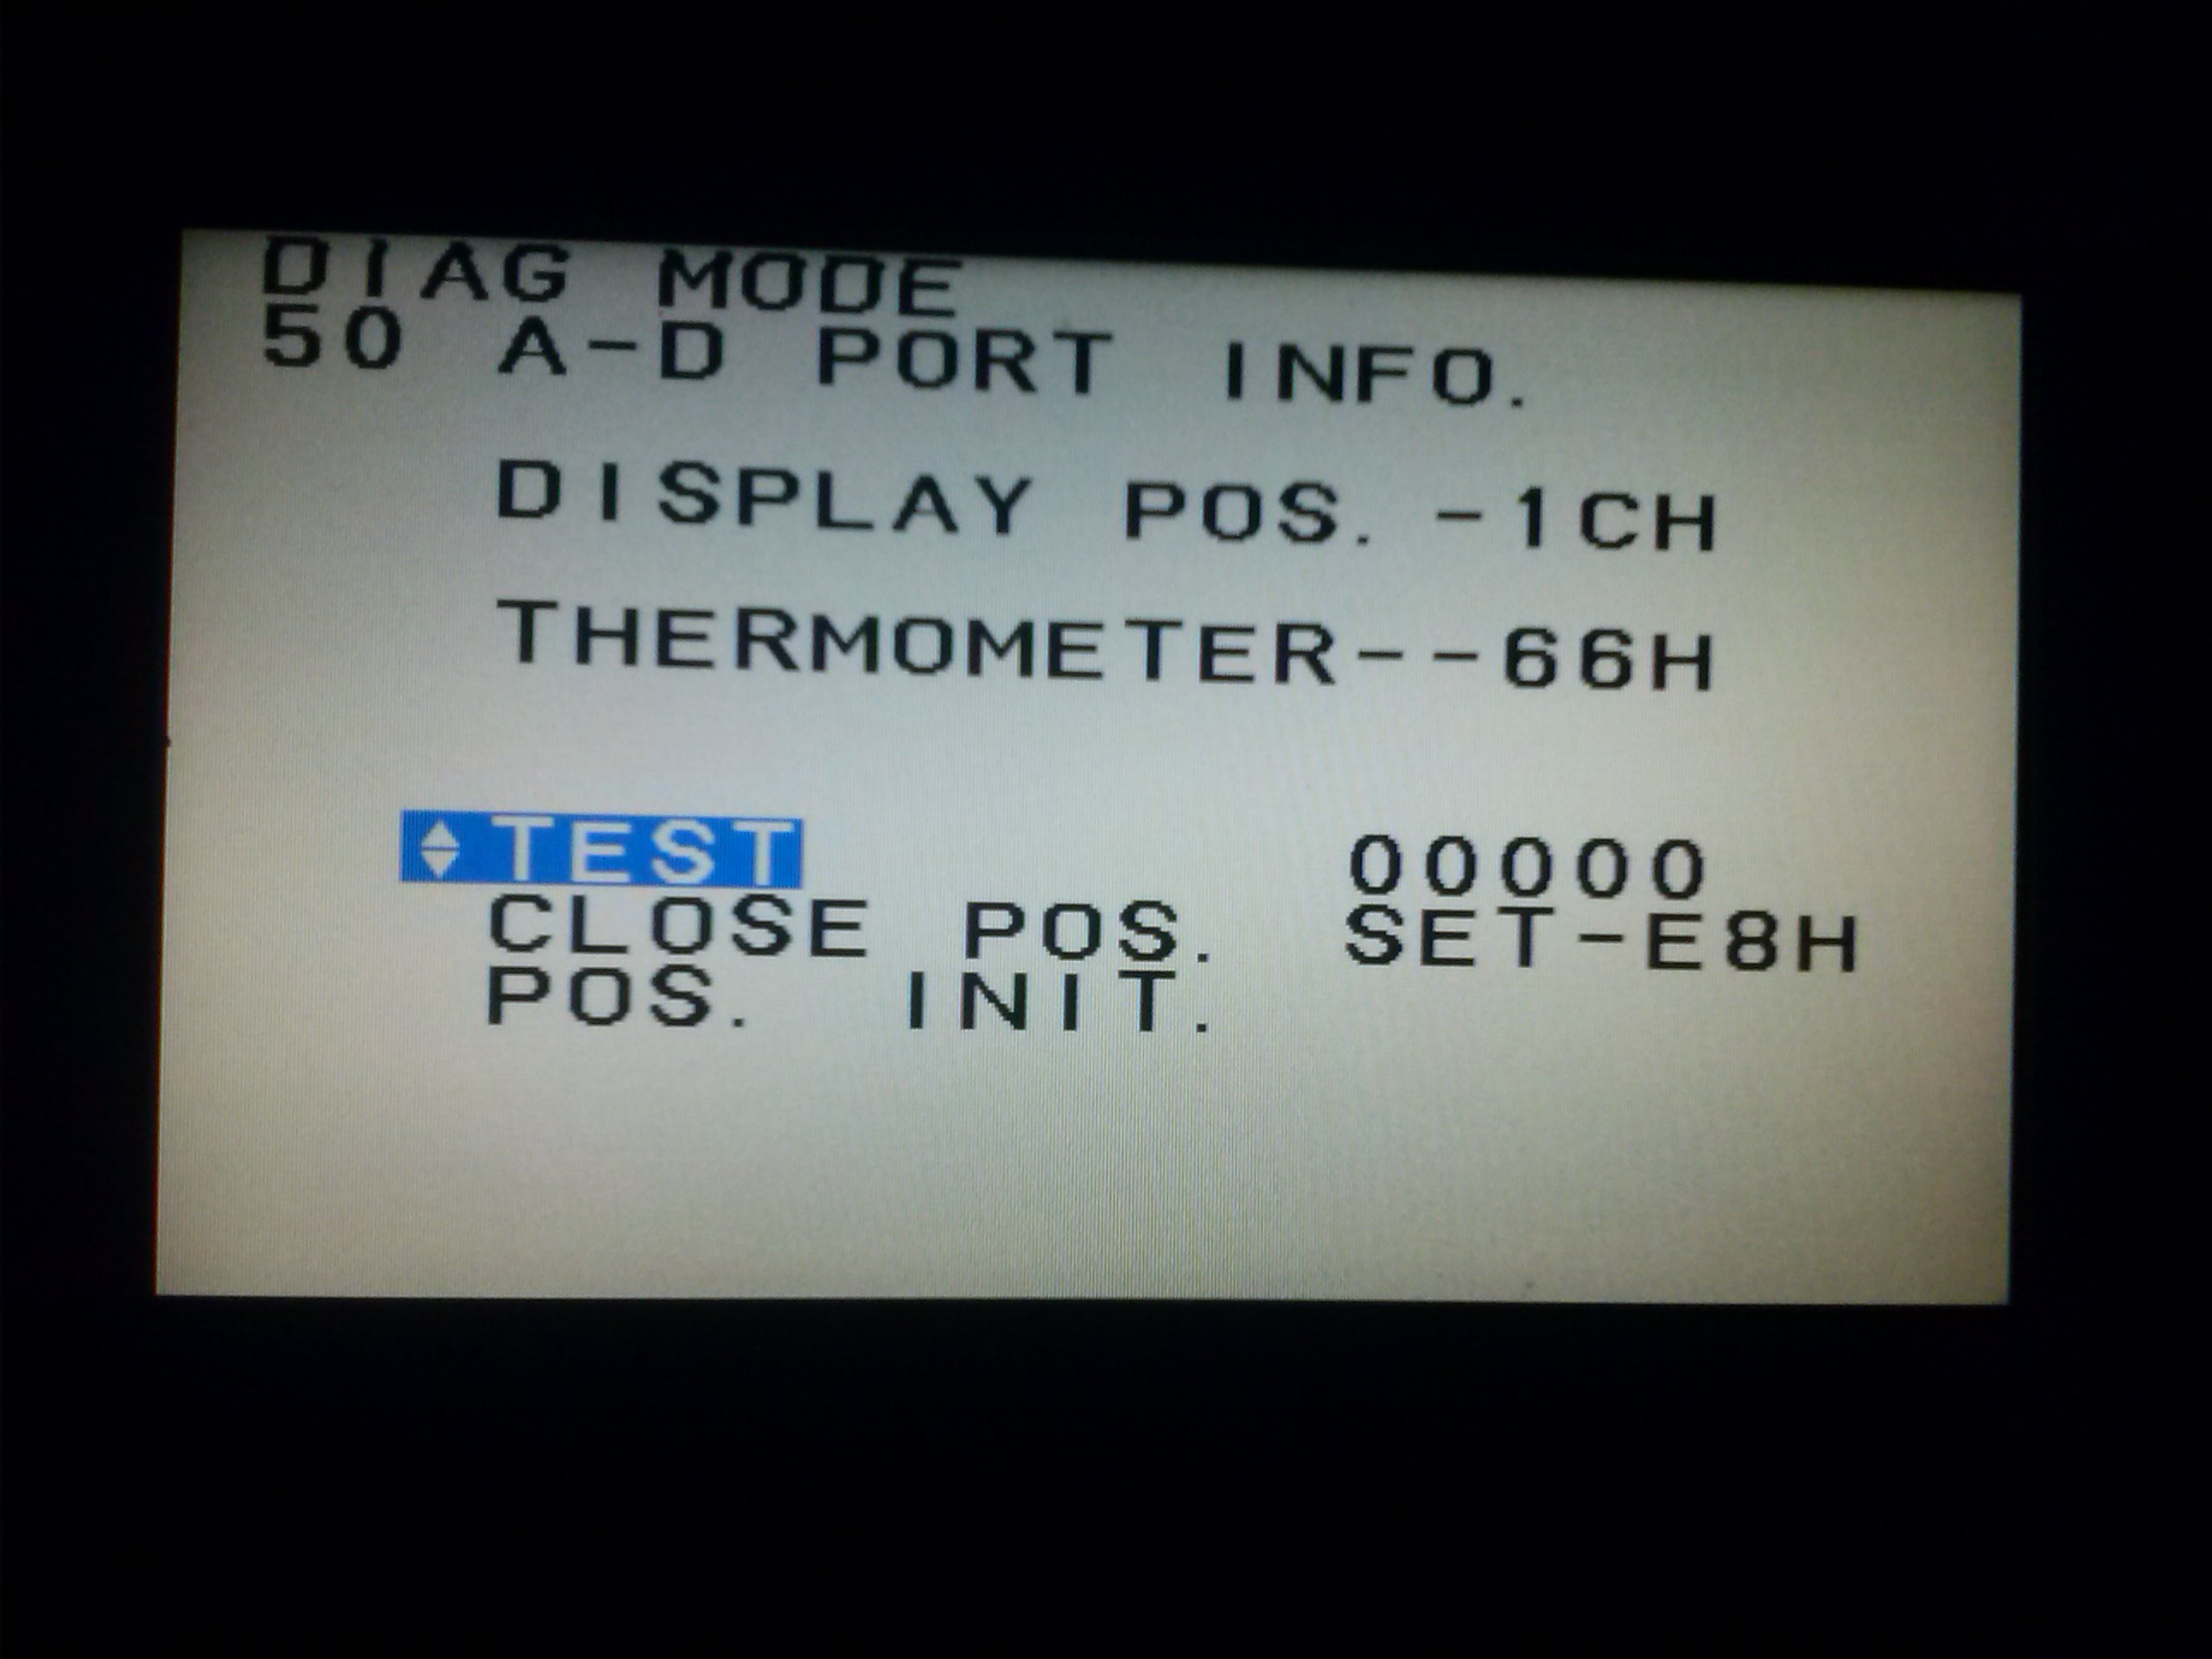 DIAG MODE
50 A-D PORT INFO.
DISPLAY POS. -1CH
THERMOMETER--66H
TEST 00000
CLOSE POS. SET-E8H
POS. INIT.